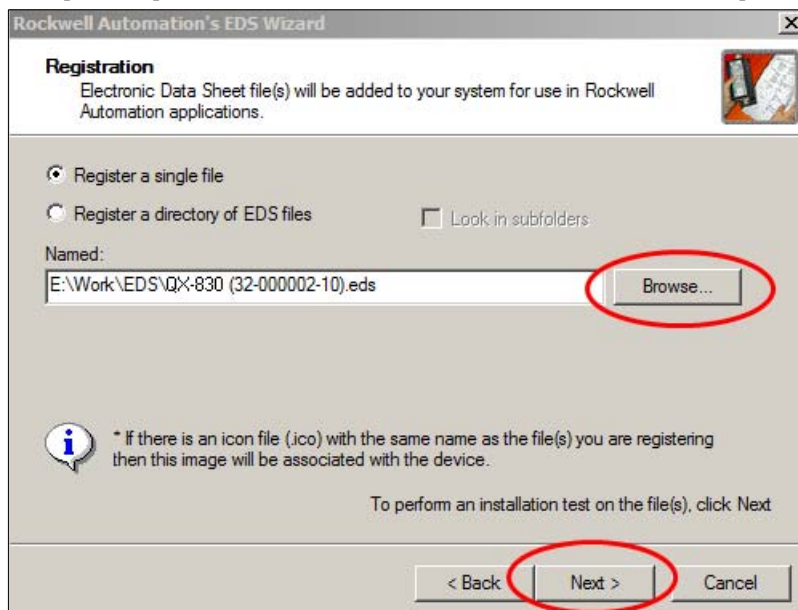 Rockwell Automation's EDS Wizard
Registration
Electronic Data Sheet file(s) will be added to your system for use in Rockwell
Automation applications.
Register a single file
Register a directory of EDS files
Look in subfolders
Named:
E:\Work\EDS\QX-830 (32-000002-10).eds
Browse...
* If there is an icon file (.ico) with the same name as the file(s) you are registering
then this image will be associated with the device.
To perform an installation test on the file(s), click Next
< Back
Next >
Cancel